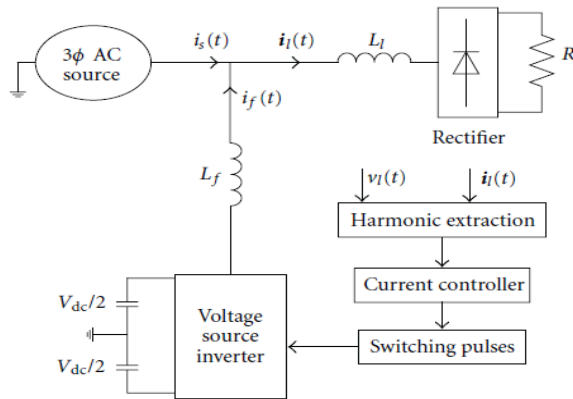 3ϕ AC
source
i_s(t)
i_l(t)
L_l
R
i_f(t)
Rectifier
L_f
v_l(t)
i_l(t)
Harmonic extraction
Current controller
Switching pulses
V_dc/2
V_dc/2
Voltage
source
inverter